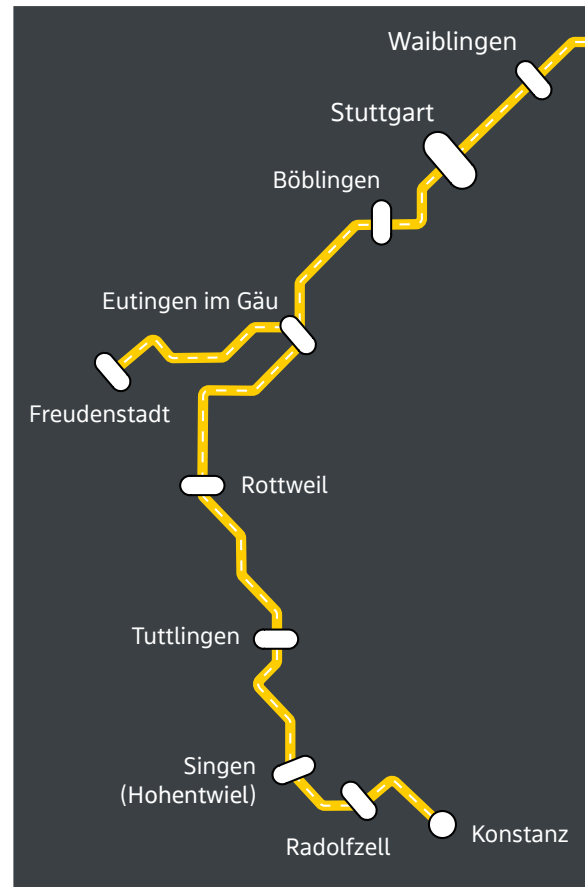 Waiblingen
Stuttgart
Böblingen
Eutingen im Gäu
Freudenstadt
Rottweil
Tuttlingen
Singen
(Hohentwiel)
Radolfzell
Konstanz